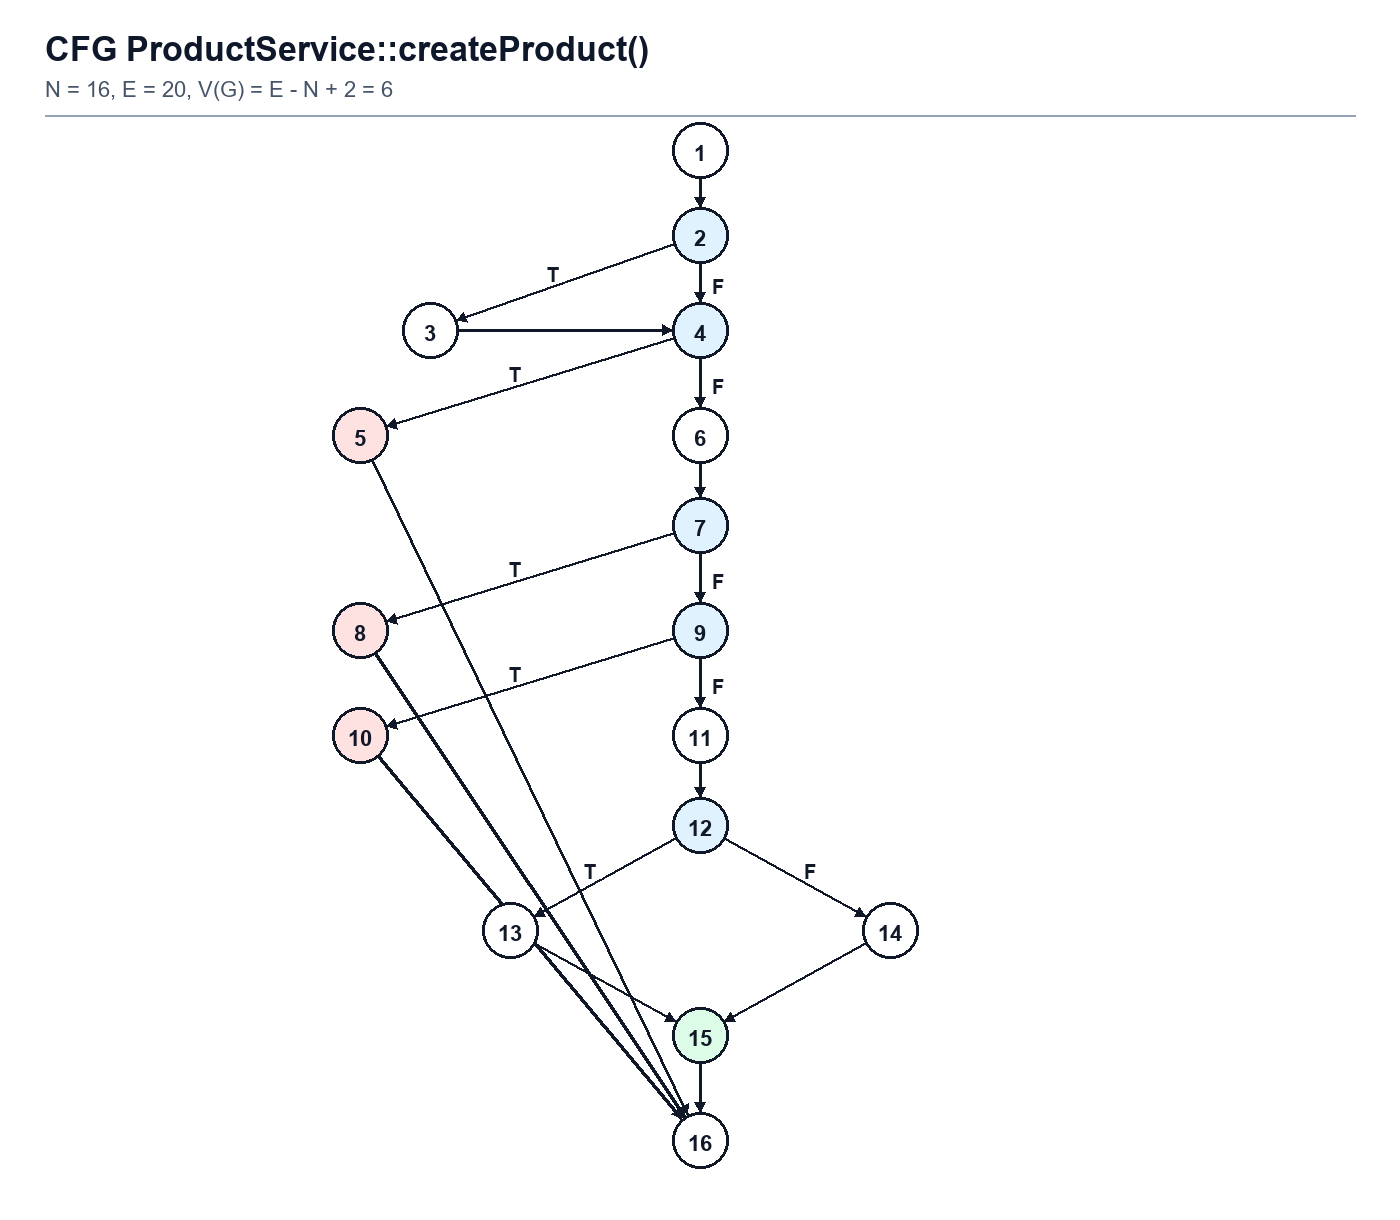 CFG ProductService::createProduct()
N = 16, E = 20, V(G) = E - N + 2 = 6
1
2
T
F
3
4
T
F
5
6
7
T
F
8
9
T
F
10
11
12
T
F
13
14
15
16